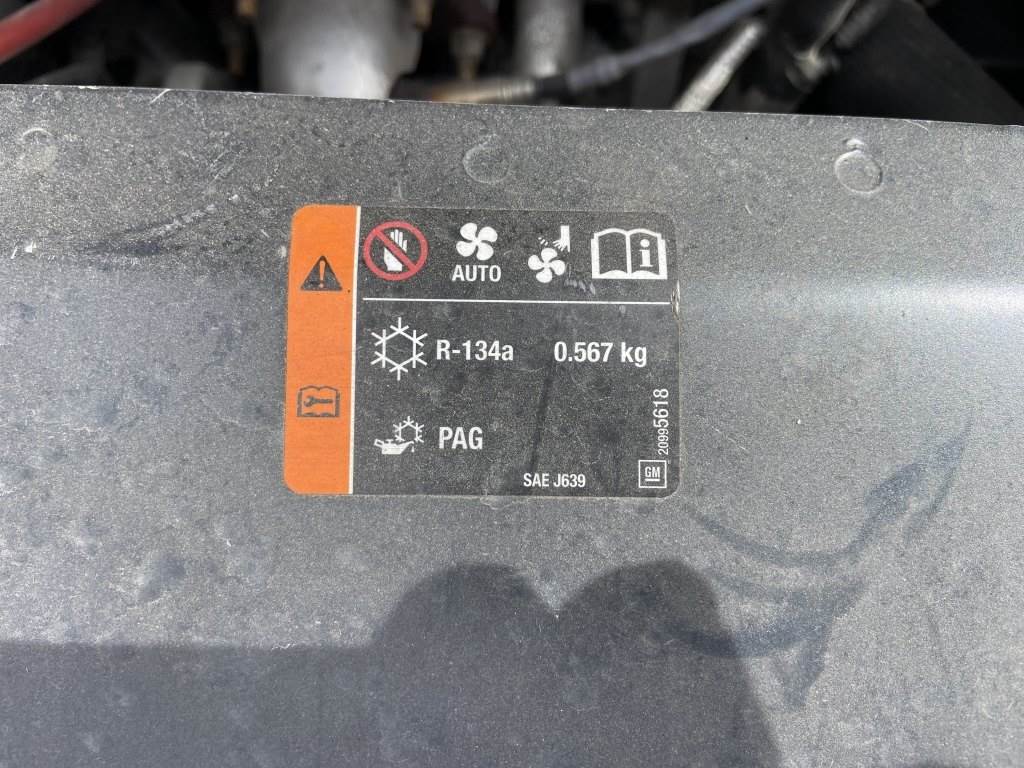 AUTO
R-134a 0.567 kg
PAG
SAE J639
20995618
GM